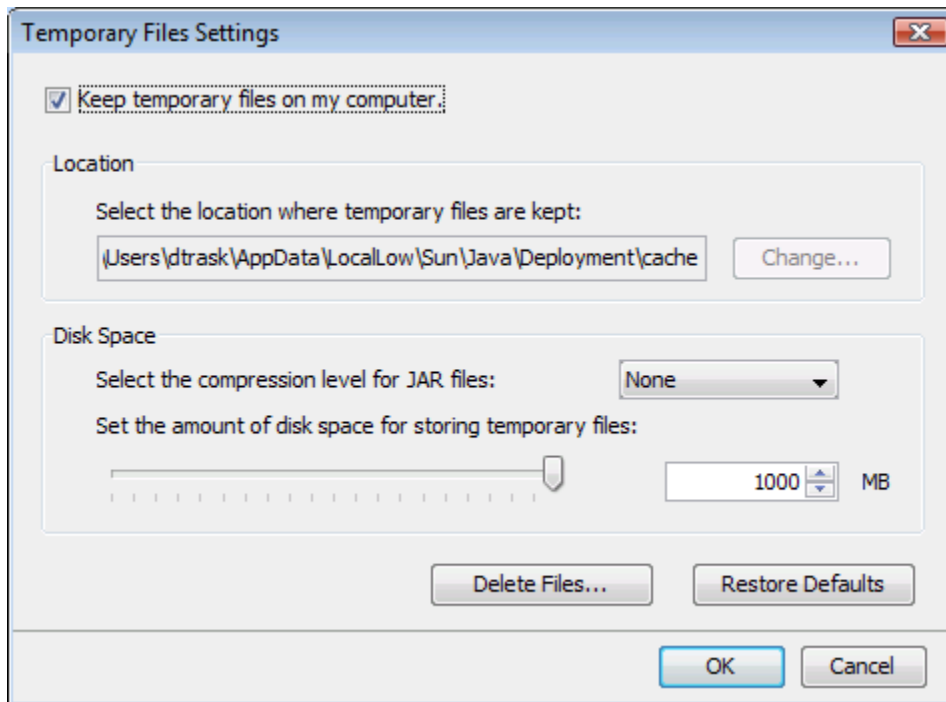 Temporary Files Settings
Keep temporary files on my computer.
Location
Select the location where temporary files are kept:
\Users\dtrask\AppData\LocalLow\Sun\Java\Deployment\cache
Change...
Disk Space
Select the compression level for JAR files:
None
Set the amount of disk space for storing temporary files:
1000
MB
Delete Files...
Restore Defaults
OK
Cancel